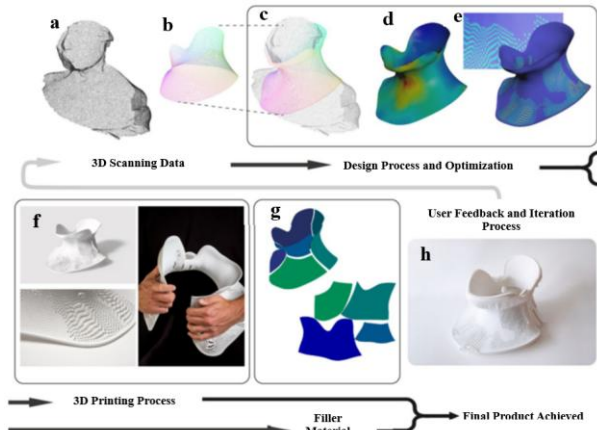 a
b
c
d
e
3D Scanning Data
Design Process and Optimization
User Feedback and Iteration
Process
f
g
h
3D Printing Process
Filler
Material
Final Product Achieved